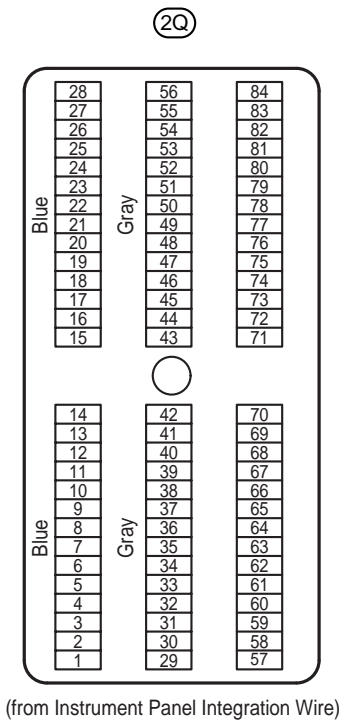 2Q
28 56 84
27 55 83
26 54 82
25 53 81
24 52 80
23 51 79
22 50 78
21 49 77
20 48 76
19 47 75
18 46 74
17 45 73
16 44 72
15 43 71
Blue Gray
14 42 70
13 41 69
12 40 68
11 39 67
10 38 66
9 37 65
8 36 64
7 35 63
6 34 62
5 33 61
4 32 60
3 31 59
2 30 58
1 29 57
Blue Gray
(from Instrument Panel Integration Wire)